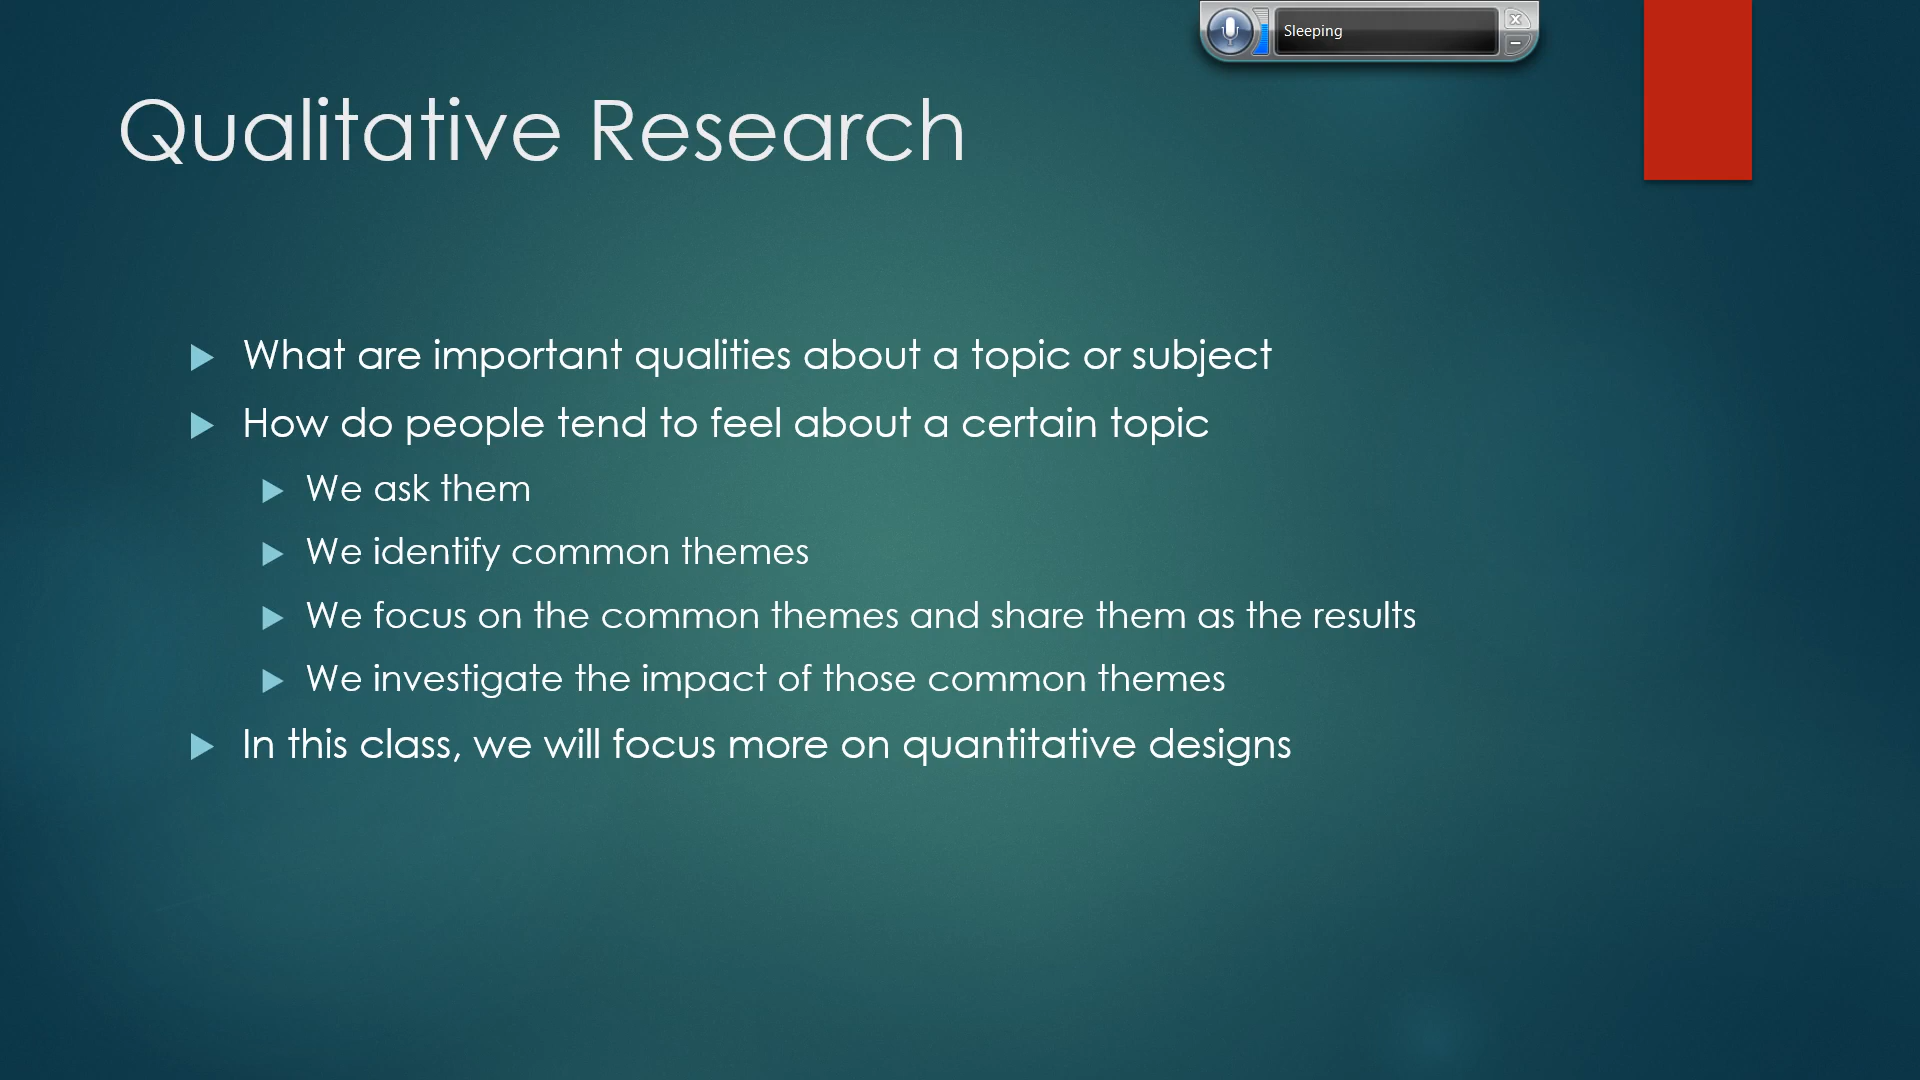 Sleeping
Qualitative Research
What are important qualities about a topic or subject
How do people tend to feel about a certain topic
We ask them
We identify common themes
We focus on the common themes and share them as the results
We investigate the impact of those common themes
In this class, we will focus more on quantitative designs